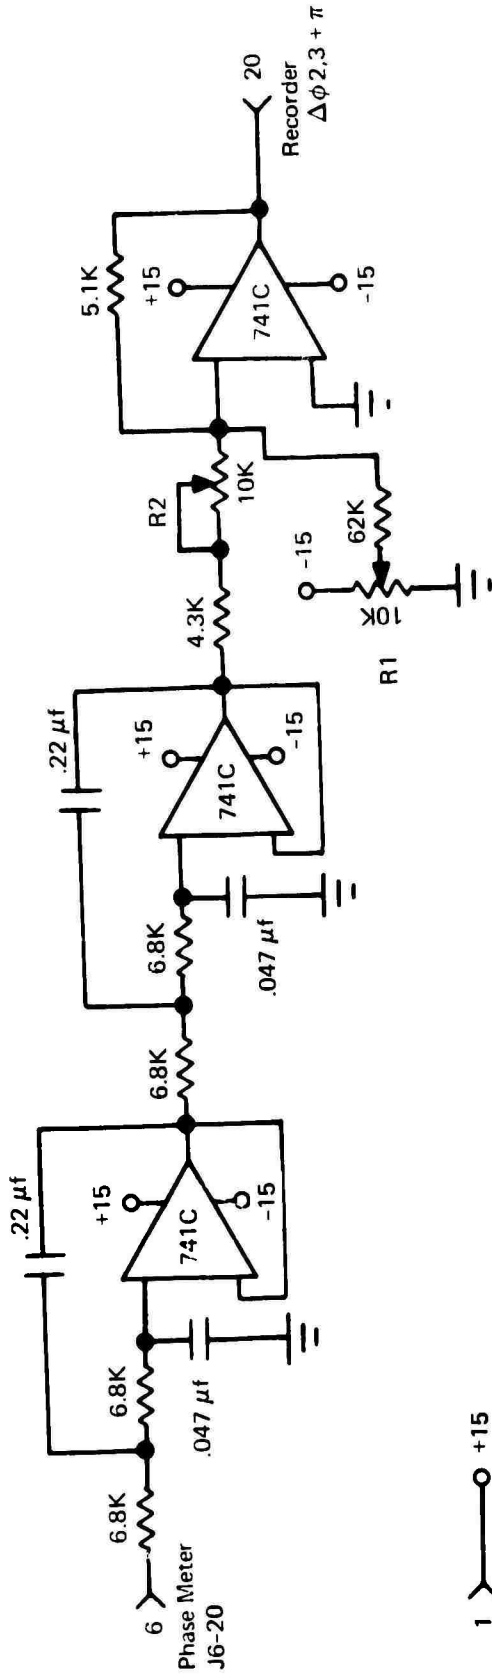 6
Phase Meter
J6-20
6.8K
6.8K
.047 µf
.22 µf
+15
741C
-15
6.8K
6.8K
.047 µf
.22 µf
+15
741C
-15
4.3K
R2
10K
5.1K
+15
741C
-15
62K
-15
10K
R1
20
Recorder
Δϕ2,3 + π
1
+15